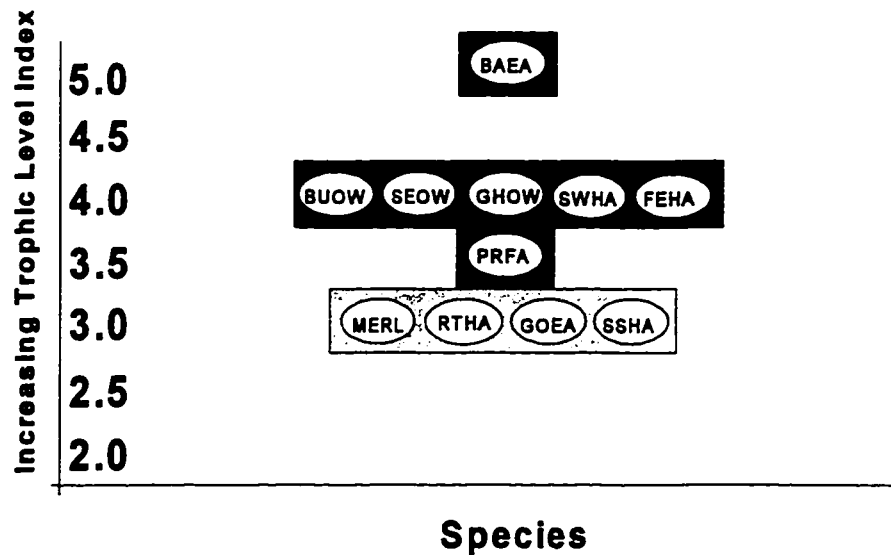 Increasing Trophic Level Index
5.0
BAEA
4.5
4.0
BUOW SEOW GHOW SWHA FEHA
3.5
PRFA
3.0
MERL RTHA GOEA SSHA
2.5
2.0
Species